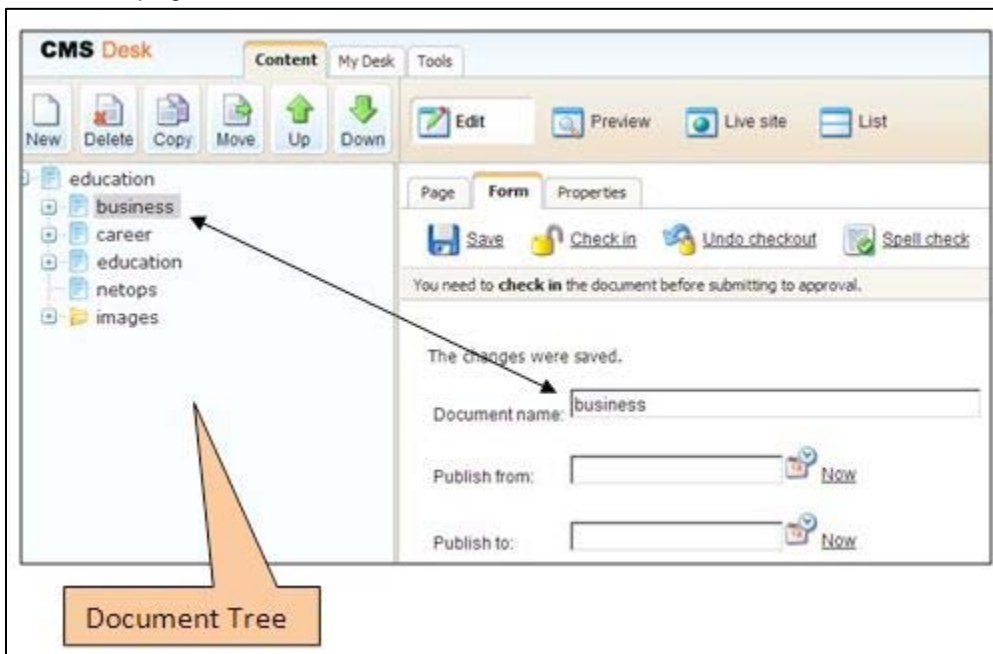 CMS Desk
Content My Desk Tools
New Delete Copy Move Up Down
Edit Preview Live site List
education
business
career
education
netops
images
Page Form Properties
Save Check in Undo checkout Spell check
You need to check in the document before submitting to approval.
The changes were saved.
Document name: business
Publish from: Now
Publish to: Now
Document Tree